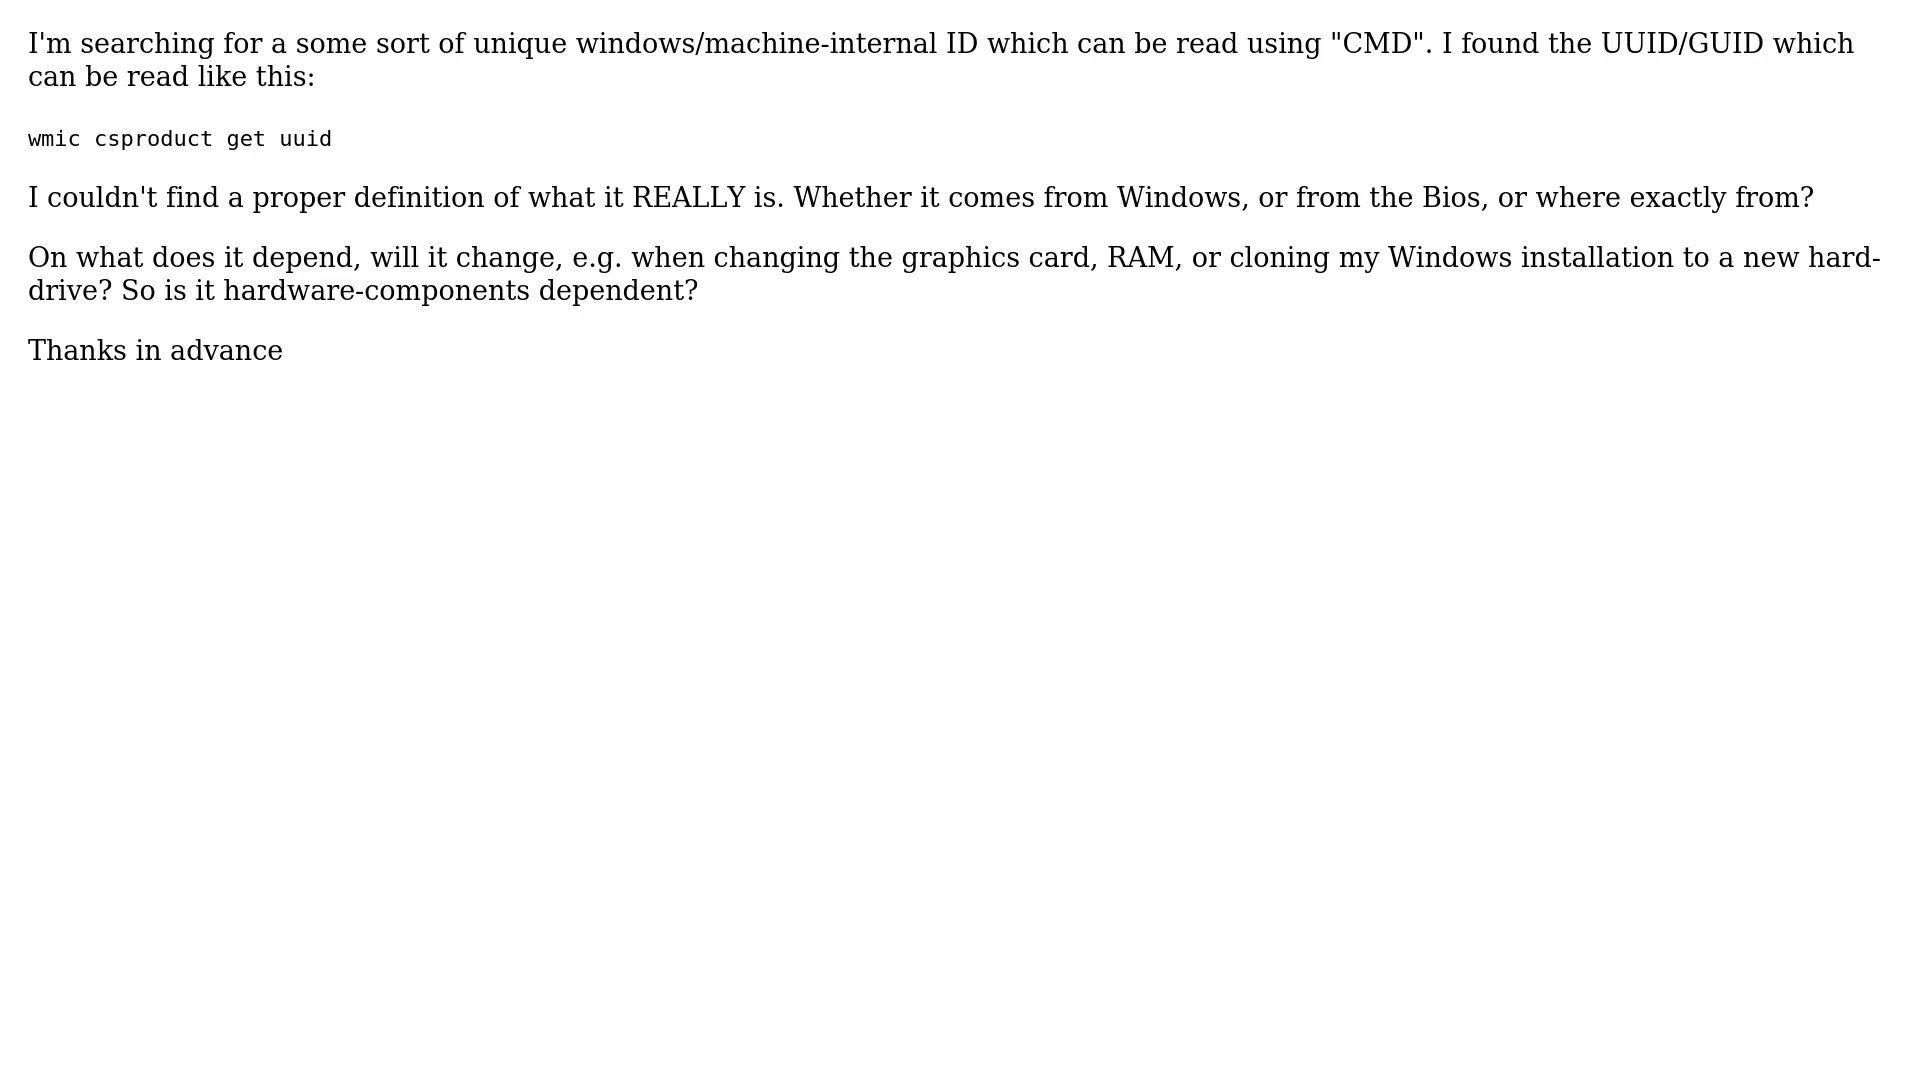 I'm searching for a some sort of unique windows/machine-internal ID which can be read using "CMD". I found the UUID/GUID which
can be read like this:
wmic csproduct get uuid
I couldn't find a proper definition of what it REALLY is. Whether it comes from Windows, or from the Bios, or where exactly from?
On what does it depend, will it change, e.g. when changing the graphics card, RAM, or cloning my Windows installation to a new hard-
drive? So is it hardware-components dependent?
Thanks in advance